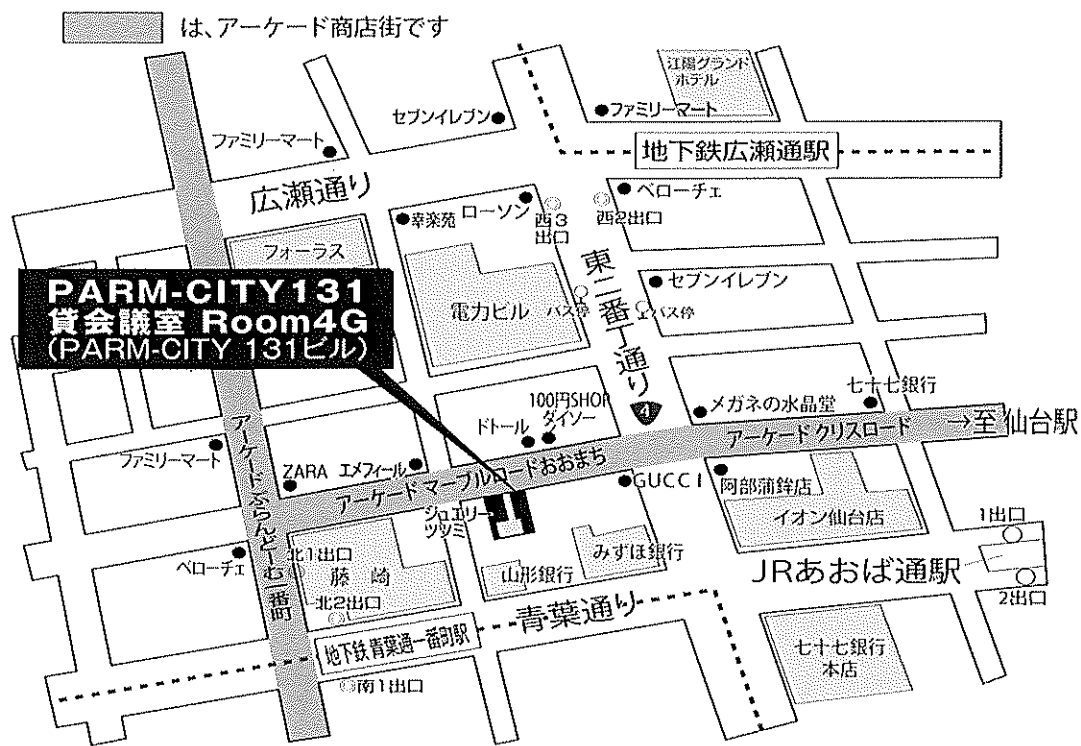 は、アーケード商店街です
江陽グランド
ホテル
セブンイレブン
ファミリーマート
ファミリーマート
地下鉄広瀬通駅
広瀬通り
ベローチェ
ローソン
幸楽苑
西3
出口
西2出口
フォーラス
東二番丁通り
セブンイレブン
PARM-CITY131
貸会議室 Room4G
(PARM-CITY 131ビル)
電力ビル
バス停
バス停
100円SHOP
ダイソー
ドトール
4
メガネの水晶堂
七十七銀行
アーケード クリスロード
→至 仙台駅
ファミリーマート
ZARA
エメフィール
アーケード マーブルロードおおまち
アーケード ぶらんどーむ一番町
GUCCI
阿部蒲鉾店
イオン仙台店
ジュエリー
ツツミ
みずほ銀行
山形銀行
ベローチェ
北1出口
藤崎
北2出口
1出口
JRあおば通駅
2出口
青葉通り
地下鉄 青葉通一番町駅
南1出口
七十七銀行
本店